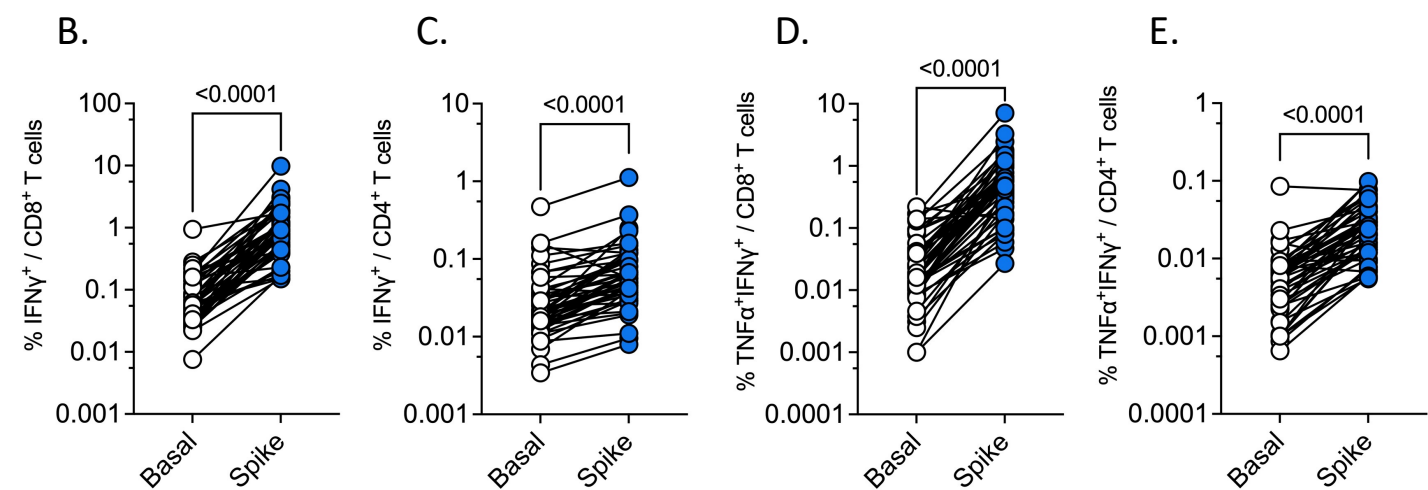 B.
% IFNγ⁺ / CD8⁺ T cells
<0.0001
100
10
1
0.1
0.01
0.001
Basal
Spike
C.
% IFNγ⁺ / CD4⁺ T cells
<0.0001
10
1
0.1
0.01
0.001
Basal
Spike
D.
% TNFα⁺IFNγ⁺ / CD8⁺ T cells
<0.0001
10
1
0.1
0.01
0.001
0.0001
Basal
Spike
E.
% TNFα⁺IFNγ⁺ / CD4⁺ T cells
<0.0001
1
0.1
0.01
0.001
0.0001
Basal
Spike